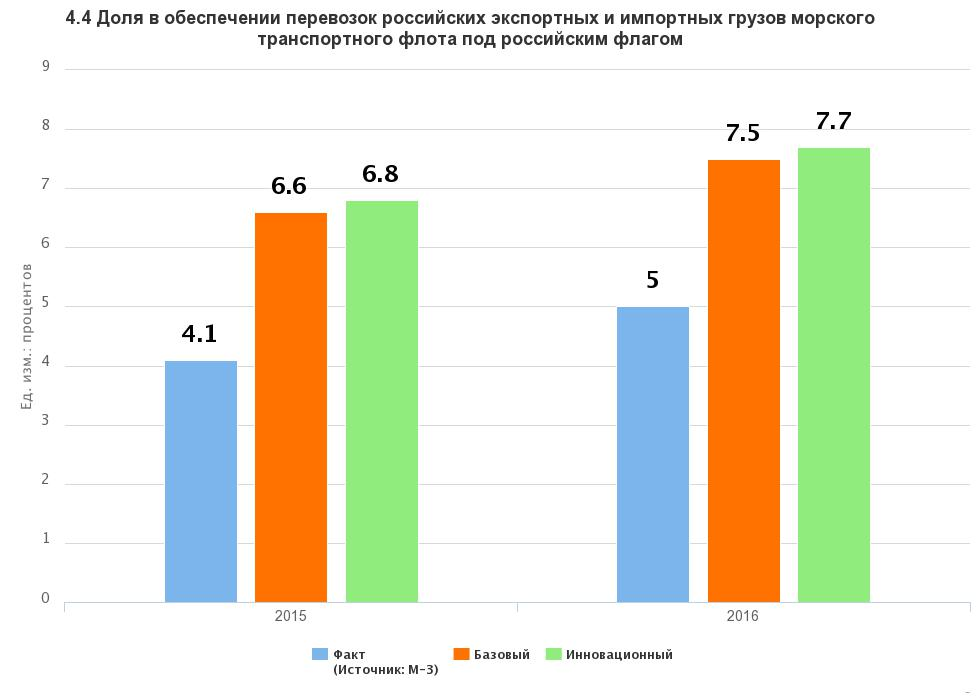 4.4 Доля в обеспечении перевозок российских экспортных и импортных грузов морского
транспортного флота под российским флагом
Ед. изм.: процентов
9
8
7
6
5
4
3
2
1
0
4.1
6.6
6.8
5
7.5
7.7
2015
2016
Факт
(Источник: М-3)
Базовый
Инновационный